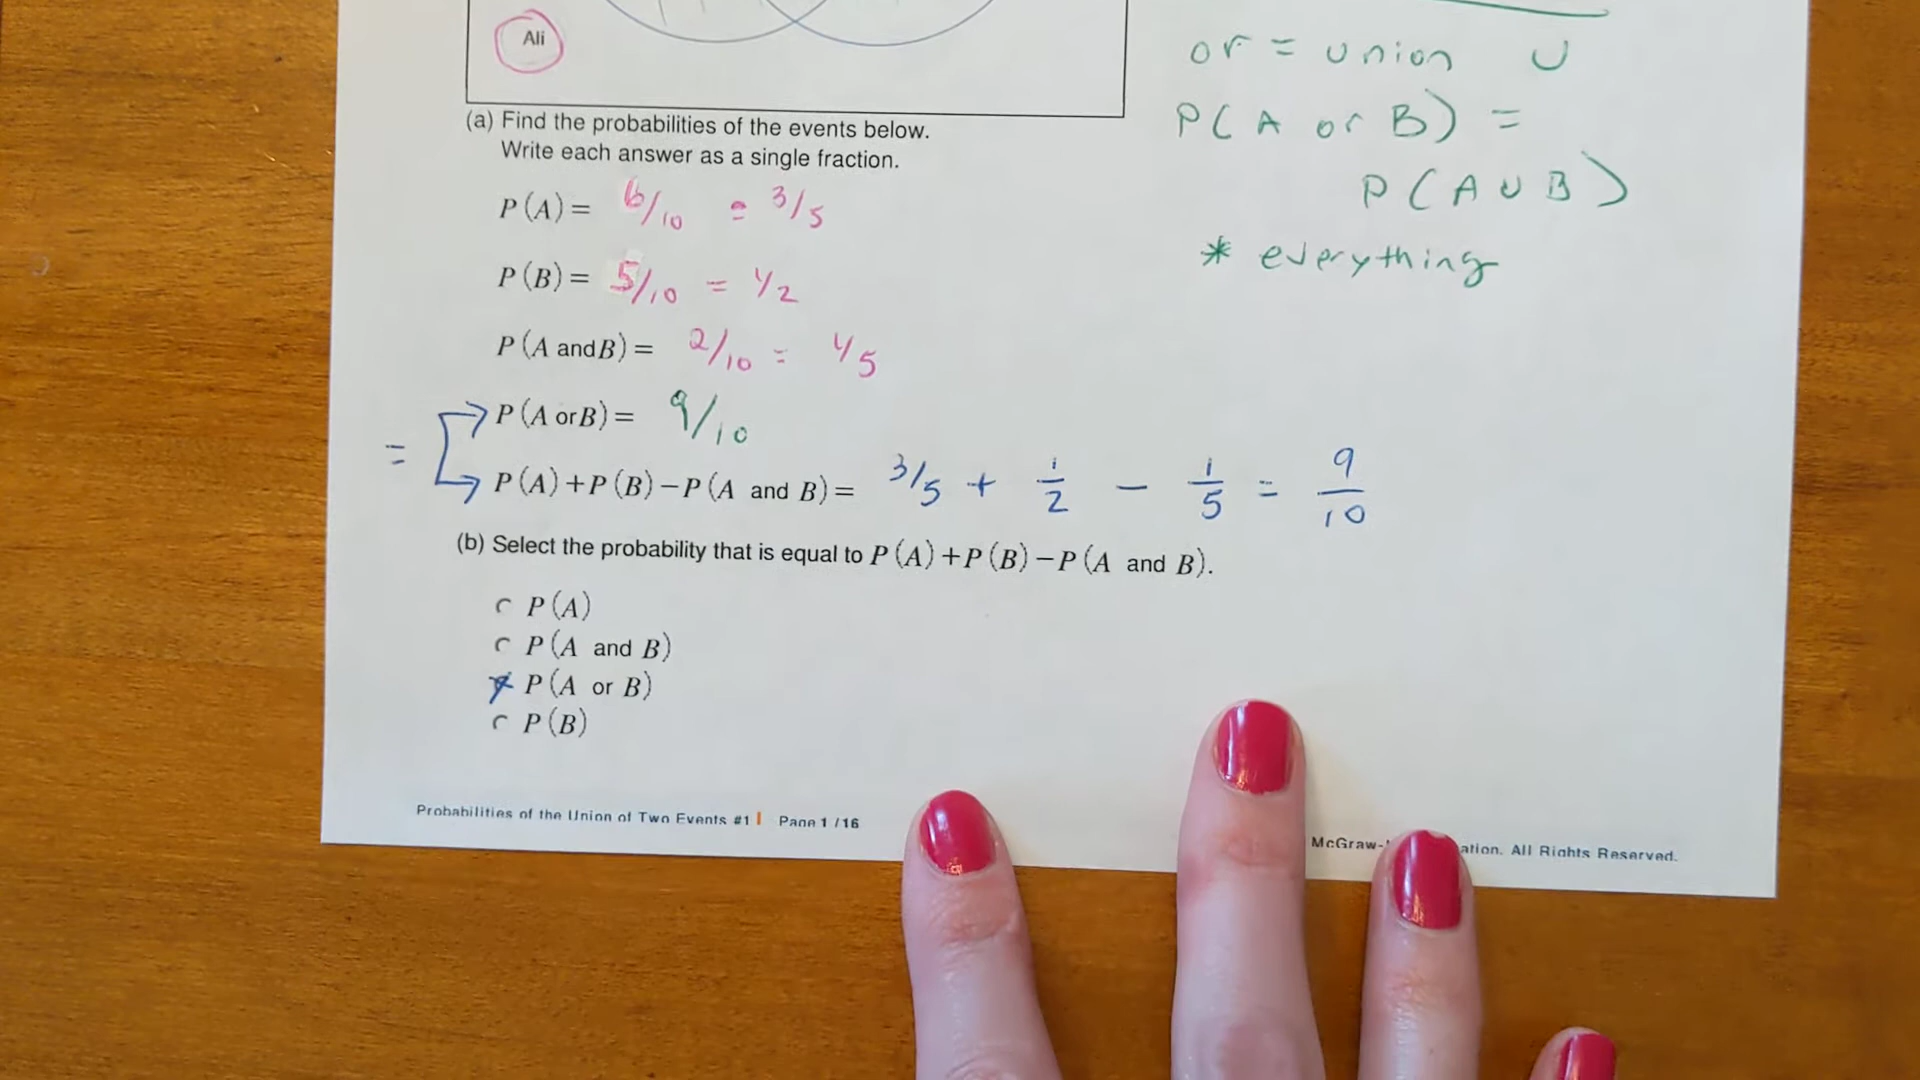 Ali
or = union ∪
P(A or B) =
P(A ∪ B)
* everything
(a) Find the probabilities of the events below.
Write each answer as a single fraction.
P(A) = 6/10 = 3/5
P(B) = 5/10 = 1/2
P(A and B) = 2/10 = 1/5
P(A or B) = 9/10
=
P(A)+P(B)−P(A and B) = 3/5 + 1/2 − 1/5 = 9/10
(b) Select the probability that is equal to P(A)+P(B)−P(A and B).
P(A)
P(A and B)
P(A or B)
P(B)
Probabilities of the Union of Two Events #1 Page 1 / 16
McGraw- ation. All Rights Reserved.